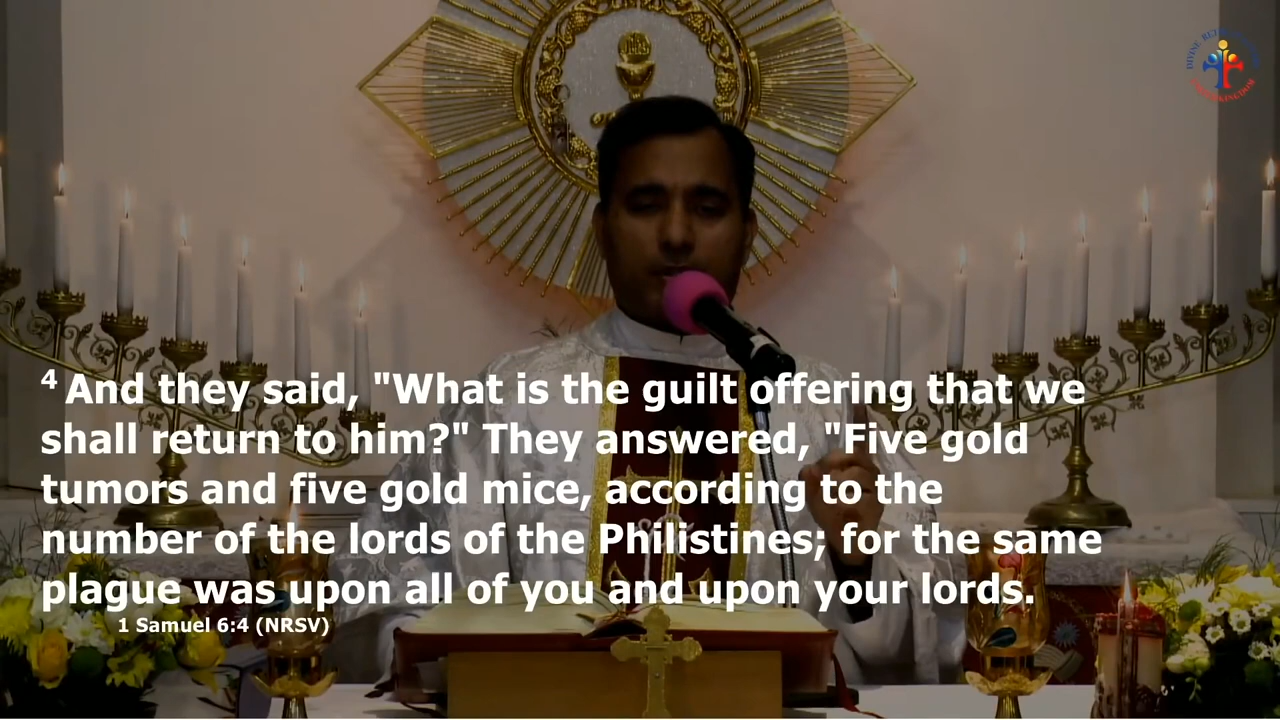 4 And they said, "What is the guilt offering that we
shall return to him?" They answered, "Five gold
tumors and five gold mice, according to the
number of the lords of the Philistines; for the same
plague was upon all of you and upon your lords.
1 Samuel 6:4 (NRSV)